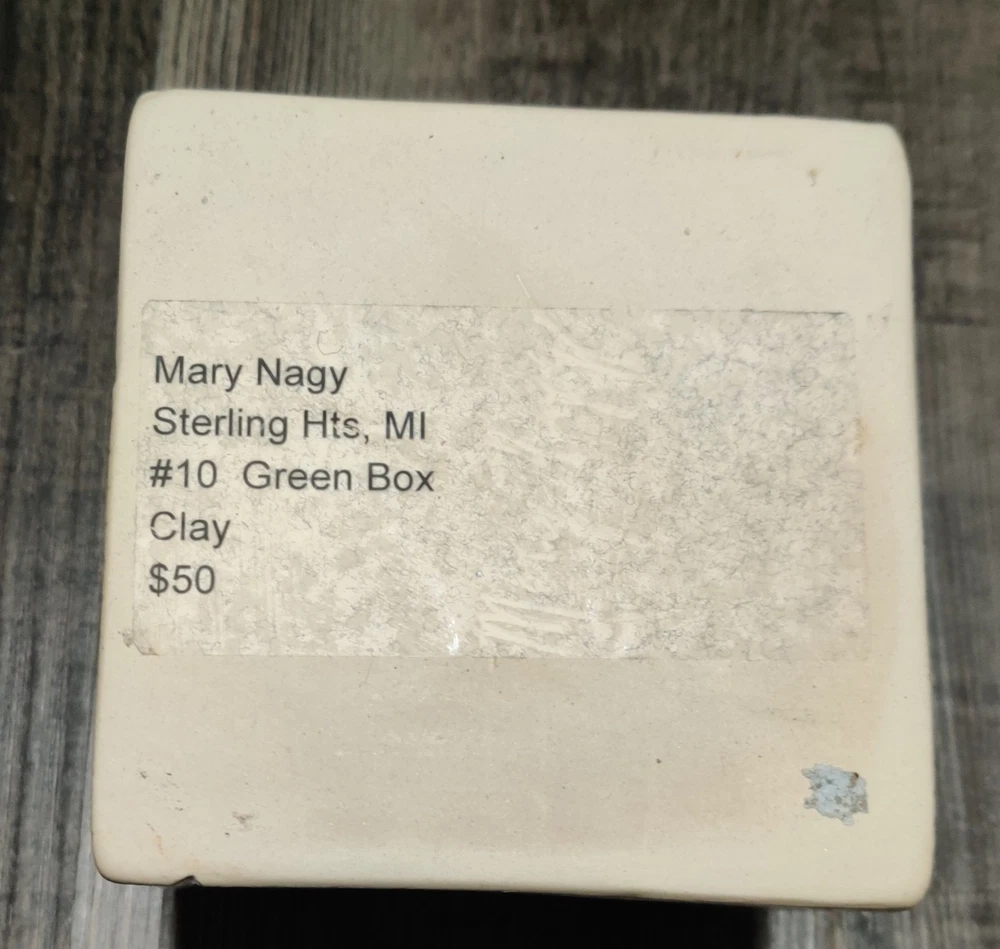 Mary Nagy
Sterling Hts, MI
#10  Green Box
Clay
$50